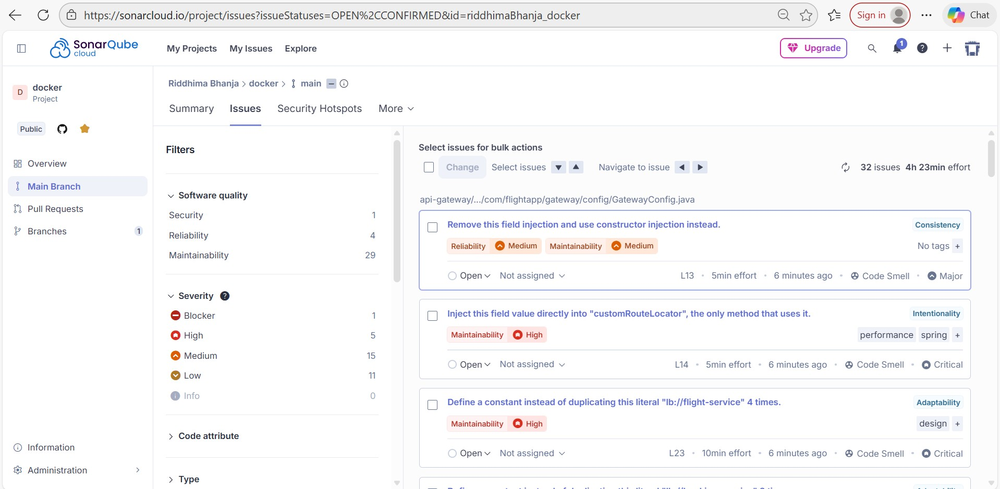 https://sonarcloud.io/project/issues?issueStatuses=OPEN%2CCONFIRMED&id=riddhimaBhanja_docker
Sign in
Chat
SonarQube cloud
My Projects
My Issues
Explore
Upgrade
1
?
D
docker
Project
Public
Overview
Main Branch
Pull Requests
Branches 1
Information
Administration
Riddhima Bhanja > docker > main
Summary
Issues
Security Hotspots
More
Filters
Software quality
Security 1
Reliability 4
Maintainability 29
Severity ?
Blocker 1
High 5
Medium 15
Low 11
Info 0
Code attribute
Type
Select issues for bulk actions
Change Select issues Navigate to issue 32 issues 4h 23min effort
api-gateway/.../com/flightapp/gateway/config/GatewayConfig.java
Remove this field injection and use constructor injection instead. Consistency
Reliability Medium Maintainability Medium No tags +
Open Not assigned L13 • 5min effort • 6 minutes ago • Code Smell • Major
Inject this field value directly into "customRouteLocator", the only method that uses it. Intentionality
Maintainability High performance spring +
Open Not assigned L14 • 5min effort • 6 minutes ago • Code Smell • Critical
Define a constant instead of duplicating this literal "lb://flight-service" 4 times. Adaptability
Maintainability High design +
Open Not assigned L23 • 10min effort • 6 minutes ago • Code Smell • Critical